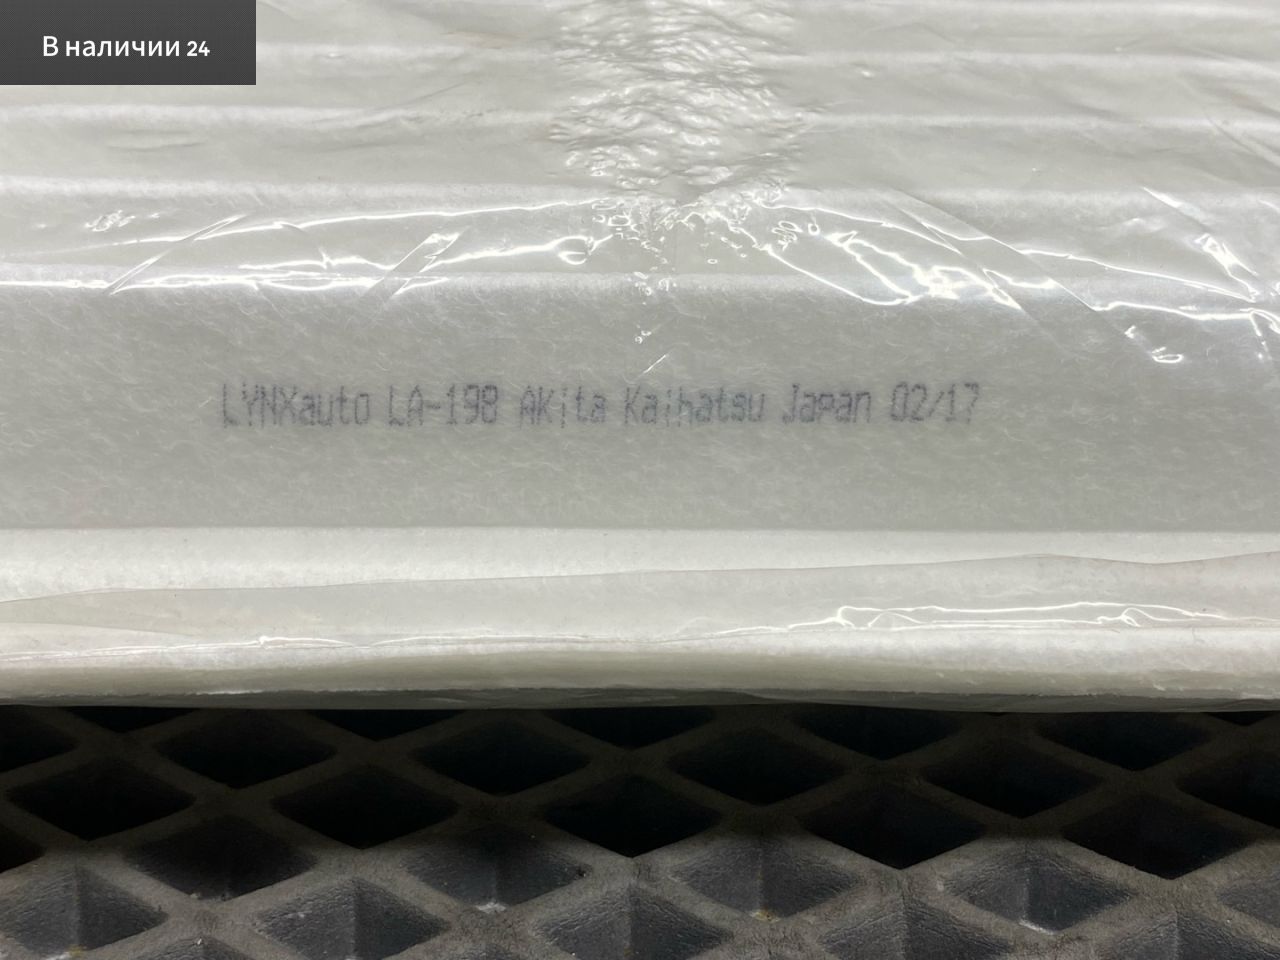 В наличии 24
LYNXauto LA-198 Akita Kaihatsu Japan 02/17